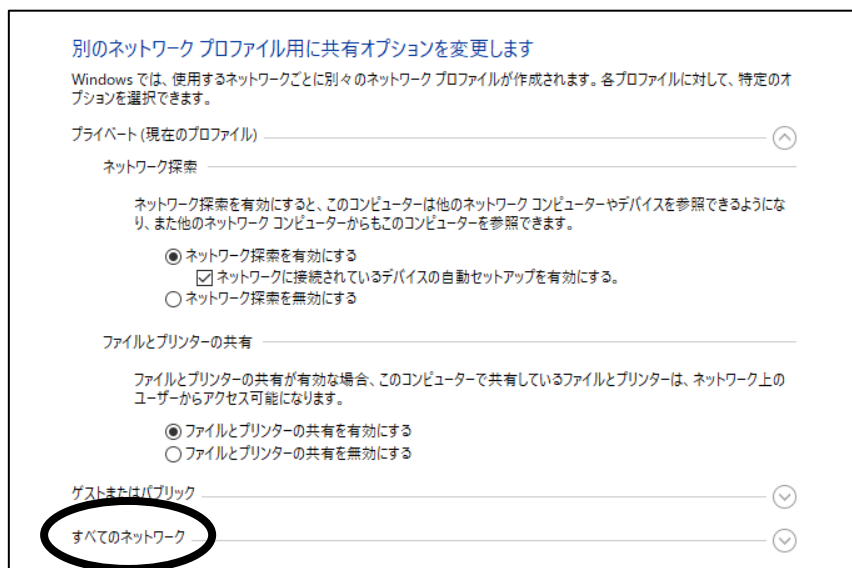 別のネットワーク プロファイル用に共有オプションを変更します
Windows では、使用するネットワークごとに別々のネットワーク プロファイルが作成されます。各プロファイルに対して、特定のオ
プションを選択できます。
プライベート (現在のプロファイル)
ネットワーク探索
ネットワーク探索を有効にすると、このコンピューターは他のネットワーク コンピューターやデバイスを参照できるようにな
り、また他のネットワーク コンピューターからもこのコンピューターを参照できます。
ネットワーク探索を有効にする
ネットワークに接続されているデバイスの自動セットアップを有効にする。
ネットワーク探索を無効にする
ファイルとプリンターの共有
ファイルとプリンターの共有が有効な場合、このコンピューターで共有しているファイルとプリンターは、ネットワーク上の
ユーザーからアクセス可能になります。
ファイルとプリンターの共有を有効にする
ファイルとプリンターの共有を無効にする
ゲストまたはパブリック
すべてのネットワーク